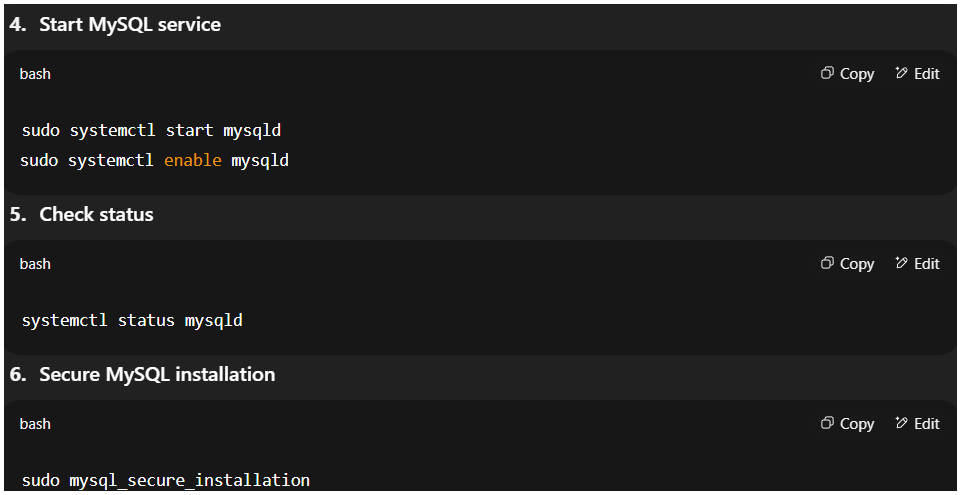 4. Start MySQL service
bash
Copy Edit
sudo systemctl start mysqld
sudo systemctl enable mysqld
5. Check status
bash
Copy Edit
systemctl status mysqld
6. Secure MySQL installation
bash
Copy Edit
sudo mysql_secure_installation